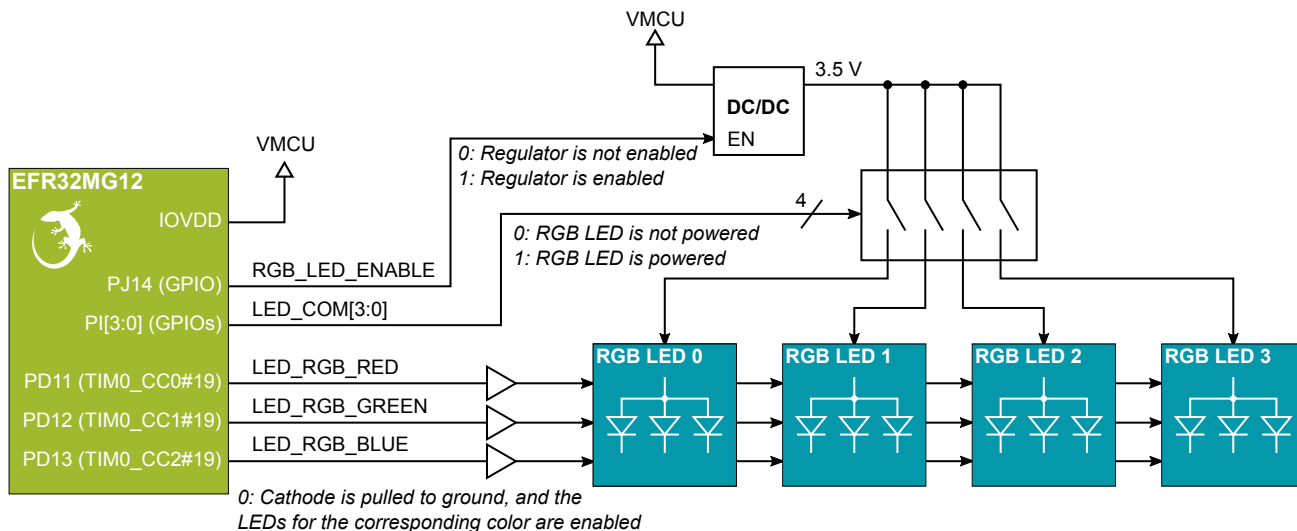 VMCU
3.5 V
DC/DC
EN
0: Regulator is not enabled
1: Regulator is enabled
VMCU
EFR32MG12
IOVDD
4
0: RGB LED is not powered
1: RGB LED is powered
RGB_LED_ENABLE
PJ14 (GPIO)
LED_COM[3:0]
PI[3:0] (GPIOs)
RGB LED 0
RGB LED 1
RGB LED 2
RGB LED 3
LED_RGB_RED
PD11 (TIM0_CC0#19)
LED_RGB_GREEN
PD12 (TIM0_CC1#19)
LED_RGB_BLUE
PD13 (TIM0_CC2#19)
0: Cathode is pulled to ground, and the
LEDs for the corresponding color are enabled